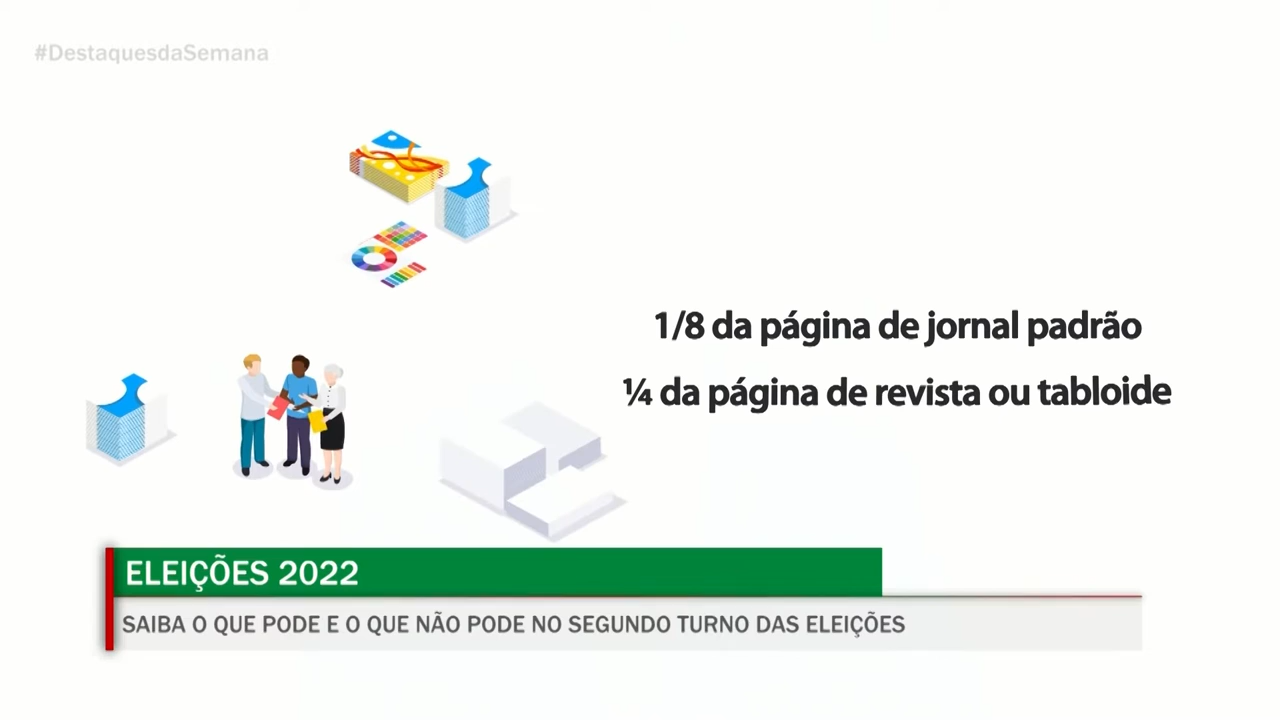 #DestaquesdaSemana
1/8 da página de jornal padrão
¼ da página de revista ou tabloide
ELEIÇÕES 2022
SAIBA O QUE PODE E O QUE NÃO PODE NO SEGUNDO TURNO DAS ELEIÇÕES